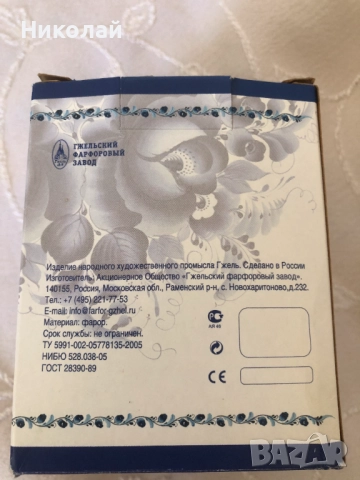 Николай
ГЖЕЛЬСКИЙ
ФАРФОРОВЫЙ
ЗАВОД
Изделие народного художественного промысла Гжель. Сделано в России
Изготовитель: Акционерное Общество «Гжельский фарфоровый завод».
140155, Россия, Московская обл., Раменский р-н, с. Новохаритоново, д.232.
Тел.: +7 (495) 221-77-53
E-mail: info@farfor-gzhel.ru
Материал: фарфор.
Срок службы: не ограничен.
ТУ 5991-002-05778135-2005
НИБЮ 528.038-05
ГОСТ 28390-89
CE
BAZAR